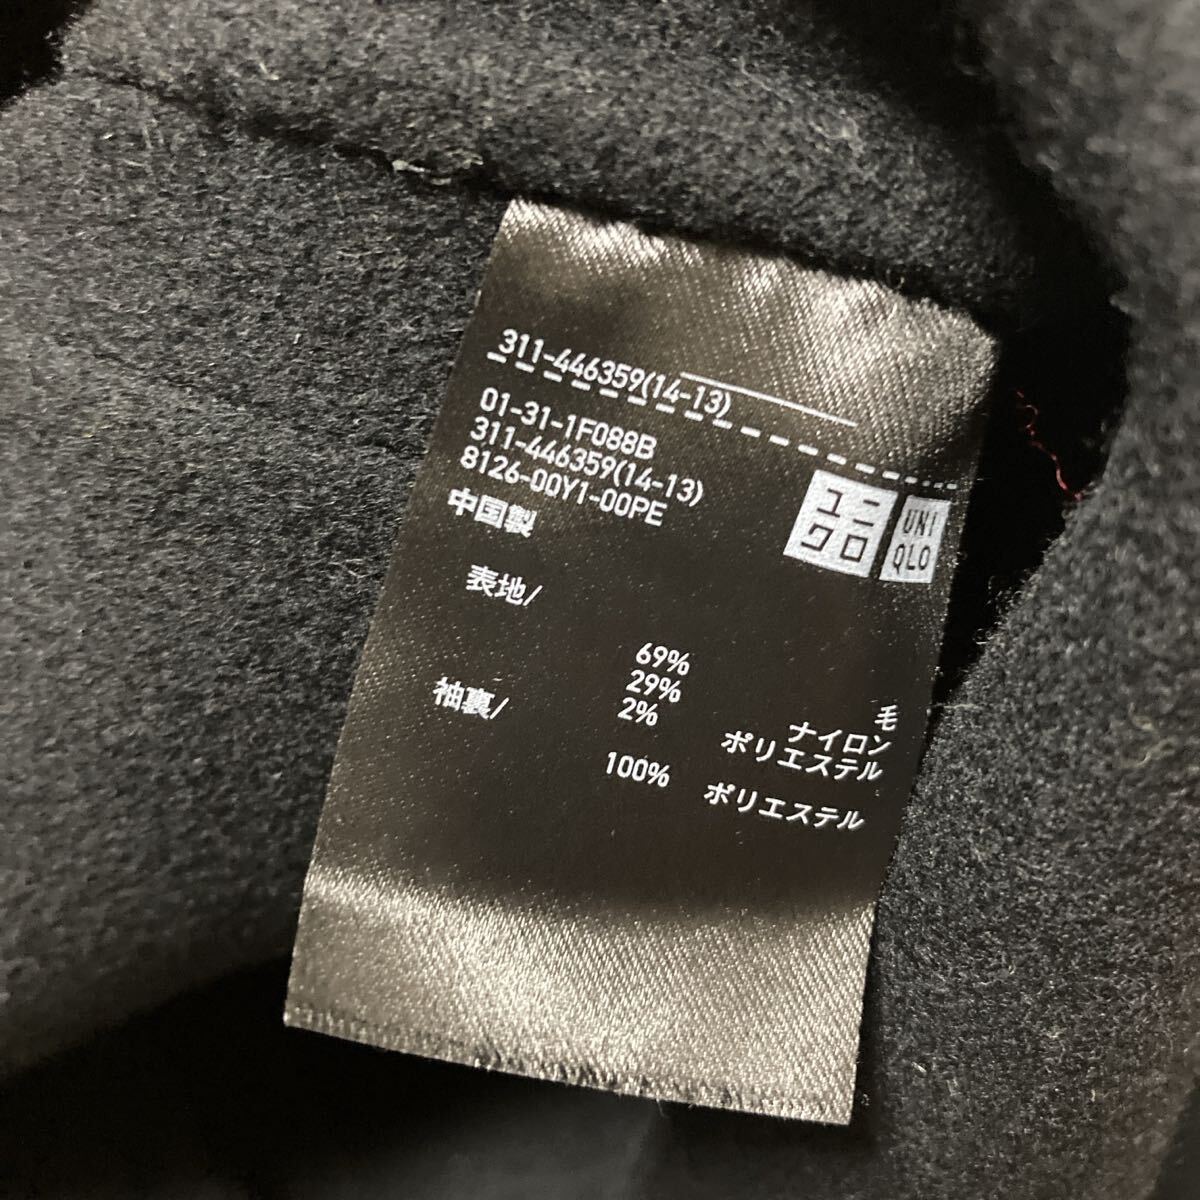 311-446359(14-13)
01-31-1F088B
311-446359(14-13)
8126-00Y1-00PE
中国製
ユニ
クロ
UNI
QLO
表地/
69% 毛
29% ナイロン
2% ポリエステル
袖裏/
100% ポリエステル